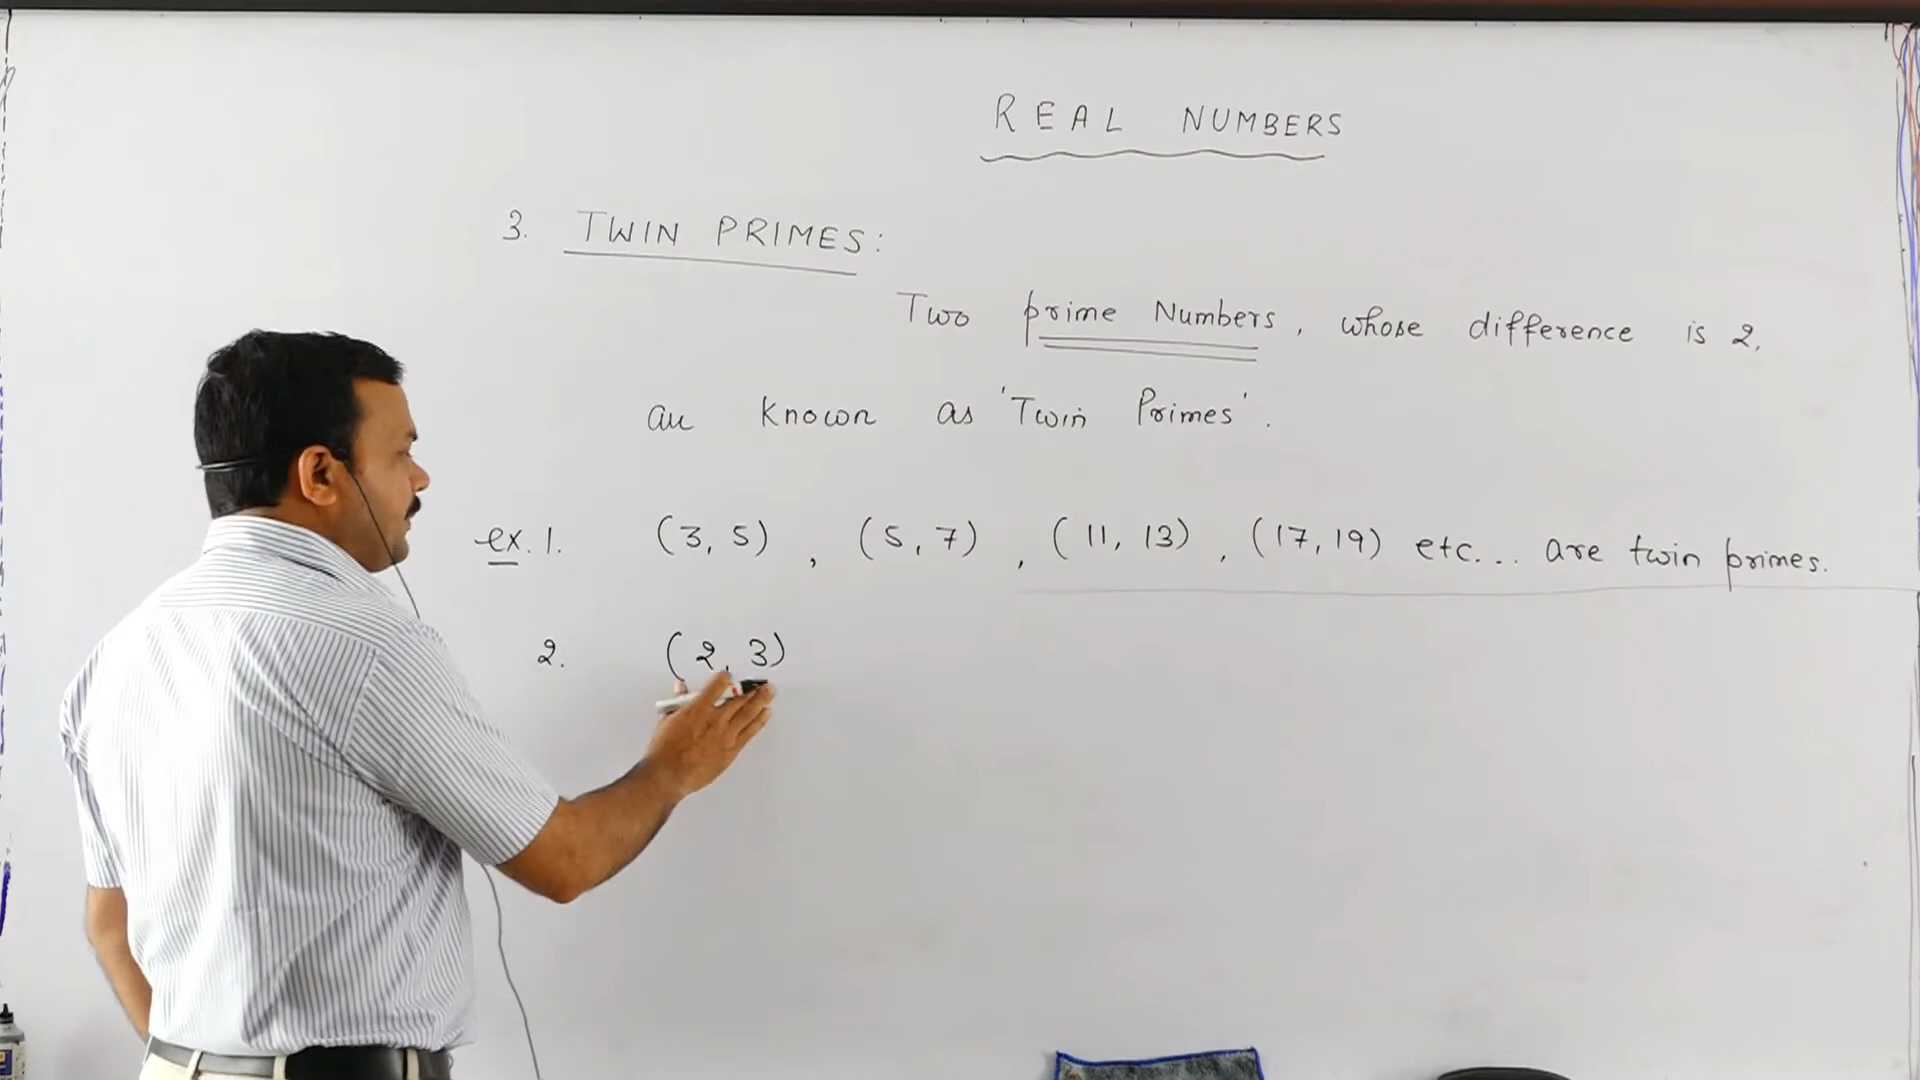 REAL NUMBERS
3. TWIN PRIMES:
Two prime Numbers, whose difference is 2,
are known as 'Twin Primes'.
ex. 1. (3, 5) , (5, 7) , (11, 13) , (17, 19) etc... are twin primes.
2. (2, 3)